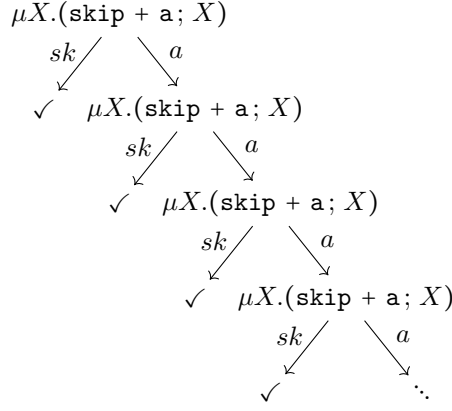 μX.(skip + a ; X)
sk a
✓ μX.(skip + a ; X)
sk a
✓ μX.(skip + a ; X)
sk a
✓ μX.(skip + a ; X)
sk a
✓ ⋱